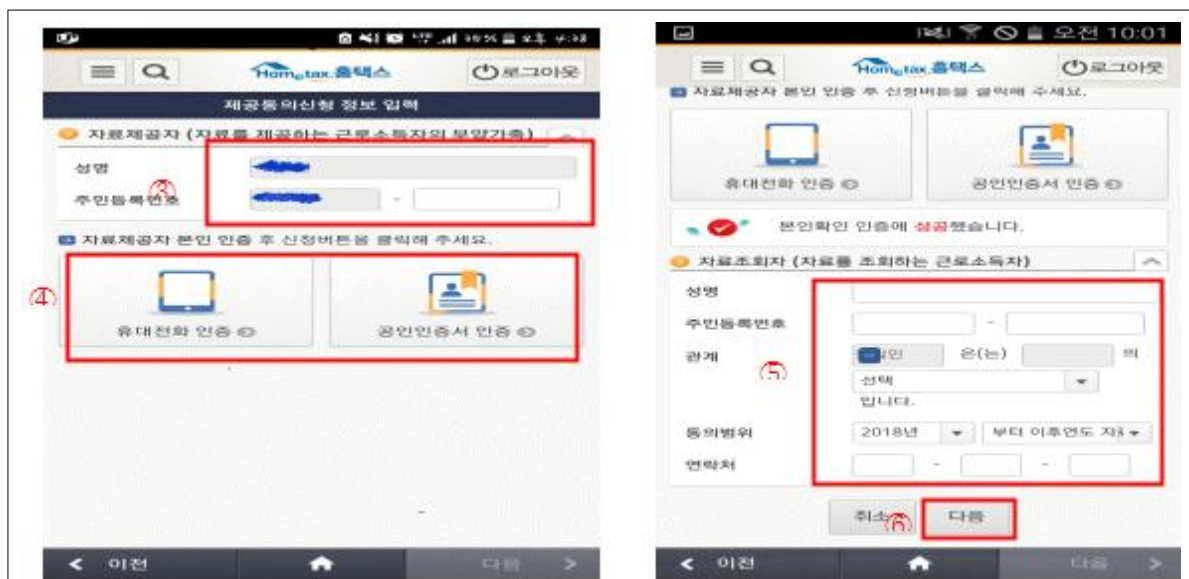 오후 4:38
Hometax.홈택스
로그아웃
제공동의신청 정보 입력
자료제공자 (자료를 제공하는 근로소득자의 부양가족)
성명
③
주민등록번호
-
자료제공자 본인 인증 후 신청버튼을 클릭해 주세요.
④
휴대전화 인증
공인인증서 인증
이전
다음
오전 10:01
Hometax.홈택스
로그아웃
자료제공자 본인 인증 후 신청버튼을 클릭해 주세요.
휴대전화 인증
공인인증서 인증
본인확인 인증에 성공했습니다.
자료조회자 (자료를 조회하는 근로소득자)
성명
주민등록번호
-
관계
은(는)
의
⑤
선택
입니다.
동의범위
2018년
부터 이후연도
연락처
- -
취소
⑥
다음
이전
다음